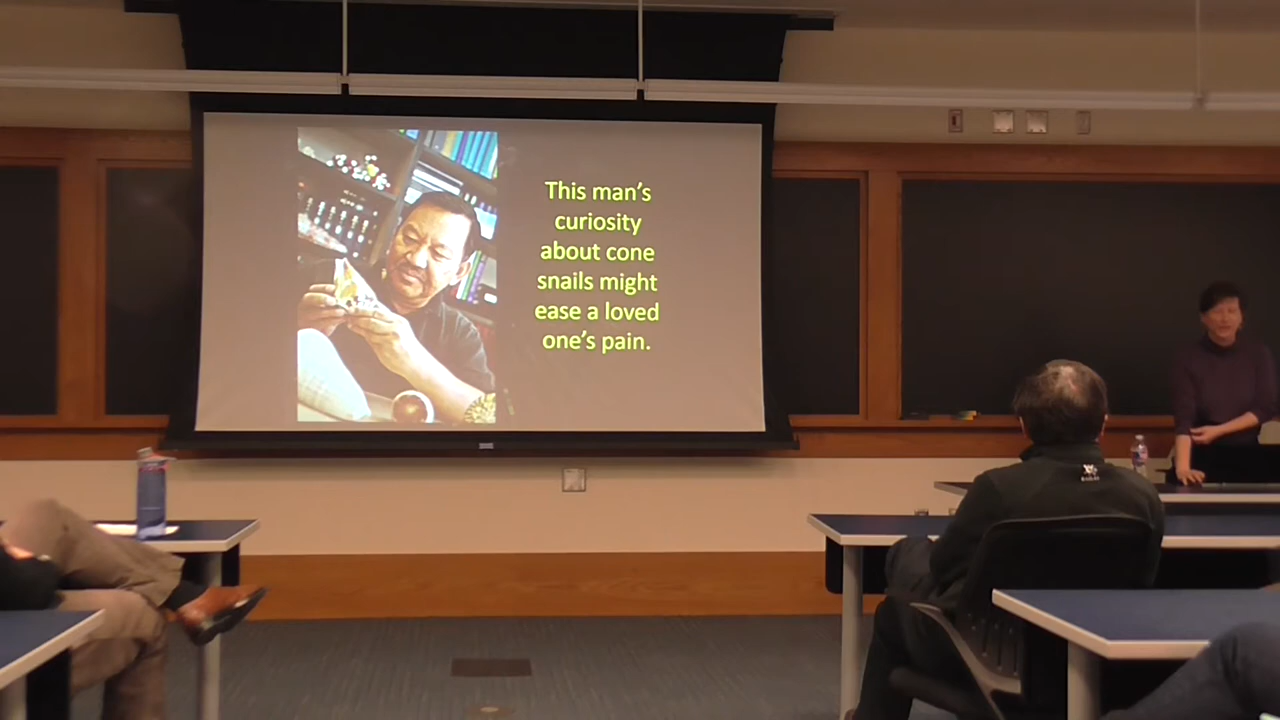 This man's
curiosity
about cone
snails might
ease a loved
one's pain.